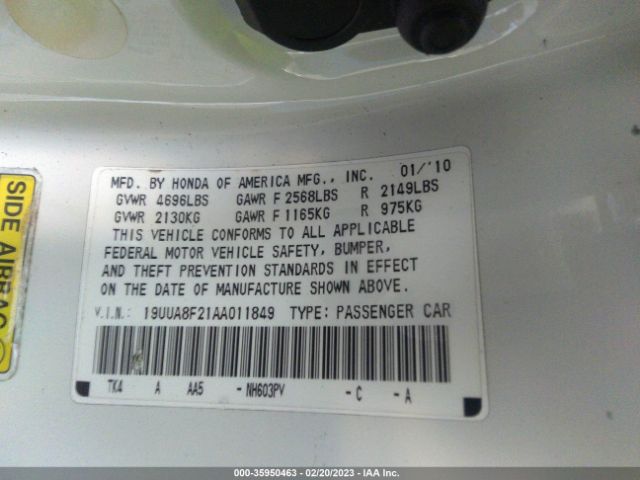 MFD. BY HONDA OF AMERICA MFG., INC. 01/'10
GVWR 4696LBS GAWR F 2568LBS R 2149LBS
GVWR 2130KG GAWR F 1165KG R 975KG
THIS VEHICLE CONFORMS TO ALL APPLICABLE
FEDERAL MOTOR VEHICLE SAFETY, BUMPER,
AND THEFT PREVENTION STANDARDS IN EFFECT
ON THE DATE OF MANUFACTURE SHOWN ABOVE.
V.I.N.: 19UUA8F21AA011849 TYPE: PASSENGER CAR
TK4 A AA5 - NH603PV - C - A
SIDE AIRBAG
000-35950463 - 02/20/2023 - IAA Inc.